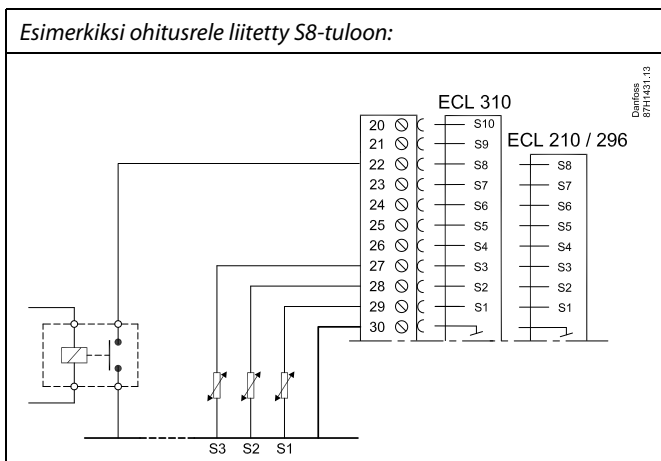 Esimerkiksi ohitusrele liitetty S8-tuloon:
Danfoss
87H1431.13
ECL 310
ECL 210 / 296
20 S10
21 S9
22 S8 S8
23 S7 S7
24 S6 S6
25 S5 S5
26 S4 S4
27 S3 S3
28 S2 S2
29 S1 S1
30
S3 S2 S1